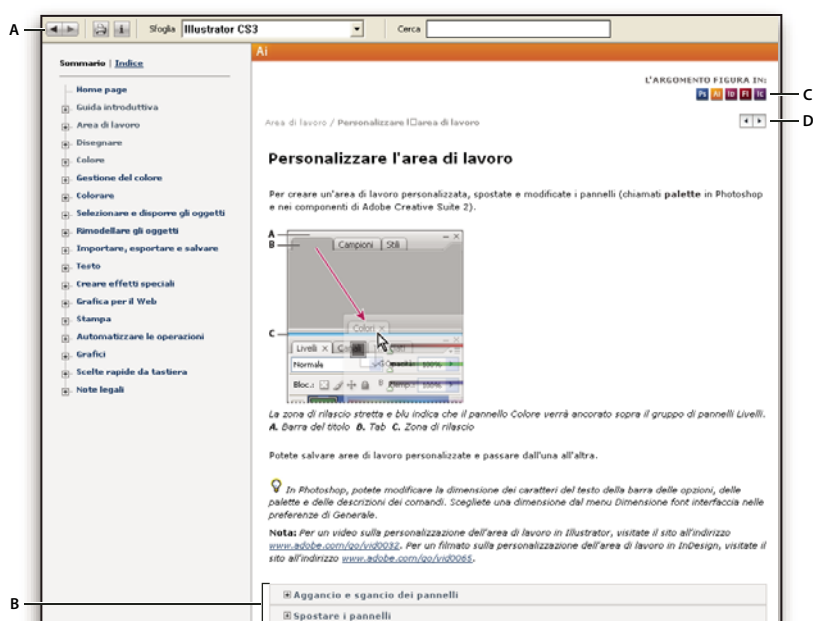 A
Sfoglia Illustrator CS3 Cerca
Ai
Sommario | Indice
Home page
Guida introduttiva
Area di lavoro
Disegnare
Colore
Gestione del colore
Colorare
Selezionare e disporre gli oggetti
Rimodellare gli oggetti
Importare, esportare e salvare
Testo
Creare effetti speciali
Grafica per il Web
Stampa
Automatizzare le operazioni
Grafici
Scelte rapide da tastiera
Note legali
L'ARGOMENTO FIGURA IN:
Ps Ai ID Fl Ic
C
D
Area di lavoro / Personalizzare l□area di lavoro
Personalizzare l'area di lavoro
Per creare un'area di lavoro personalizzata, spostate e modificate i pannelli (chiamati palette in Photoshop
e nei componenti di Adobe Creative Suite 2).
A
B
Campioni Stili
Colori ×
C
Livelli ×
Normale 100%
Bloc.: 100%
La zona di rilascio stretta e blu indica che il pannello Colore verrà ancorato sopra il gruppo di pannelli Livelli.
A. Barra del titolo B. Tab C. Zona di rilascio
Potete salvare aree di lavoro personalizzate e passare dall'una all'altra.
In Photoshop, potete modificare la dimensione dei caratteri del testo della barra delle opzioni, delle
palette e delle descrizioni dei comandi. Scegliete una dimensione dal menu Dimensione font interfaccia nelle
preferenze di Generale.
Nota: Per un video sulla personalizzazione dell'area di lavoro in Illustrator, visitate il sito all'indirizzo
www.adobe.com/go/vid0032. Per un filmato sulla personalizzazione dell'area di lavoro in InDesign, visitate il
sito all'indirizzo www.adobe.com/go/vid0065.
B
Aggancio e sgancio dei pannelli
Spostare i pannelli